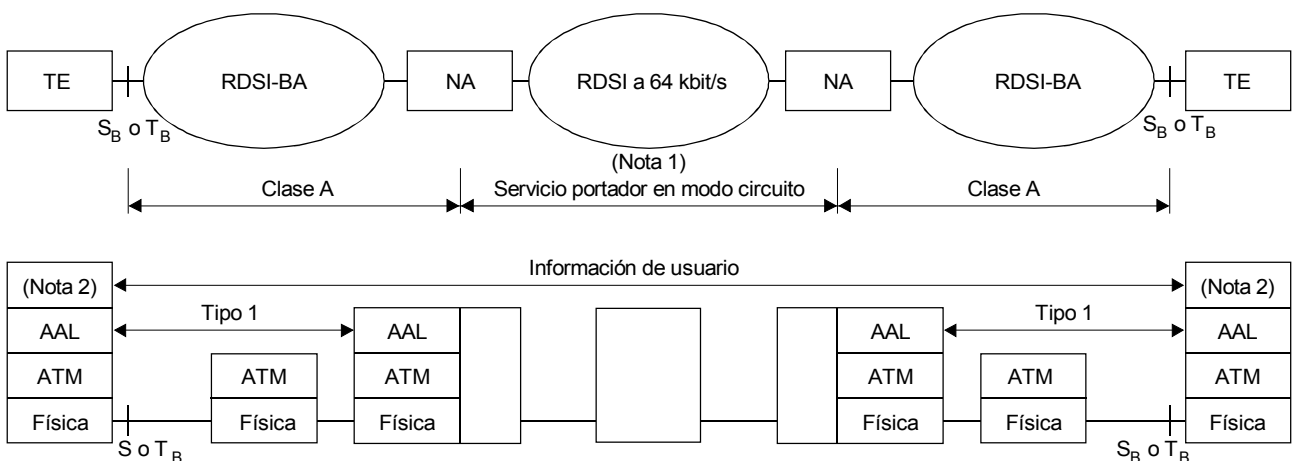 TE RDSI-BA NA RDSI a 64 kbit/s NA RDSI-BA TE
S_B o T_B S_B o T_B
(Nota 1)
Clase A Servicio portador en modo circuito Clase A
Información de usuario
(Nota 2) (Nota 2)
Tipo 1 Tipo 1
AAL AAL AAL AAL
ATM ATM ATM ATM ATM ATM
Física Física Física Física Física Física
S o T_B S_B o T_B